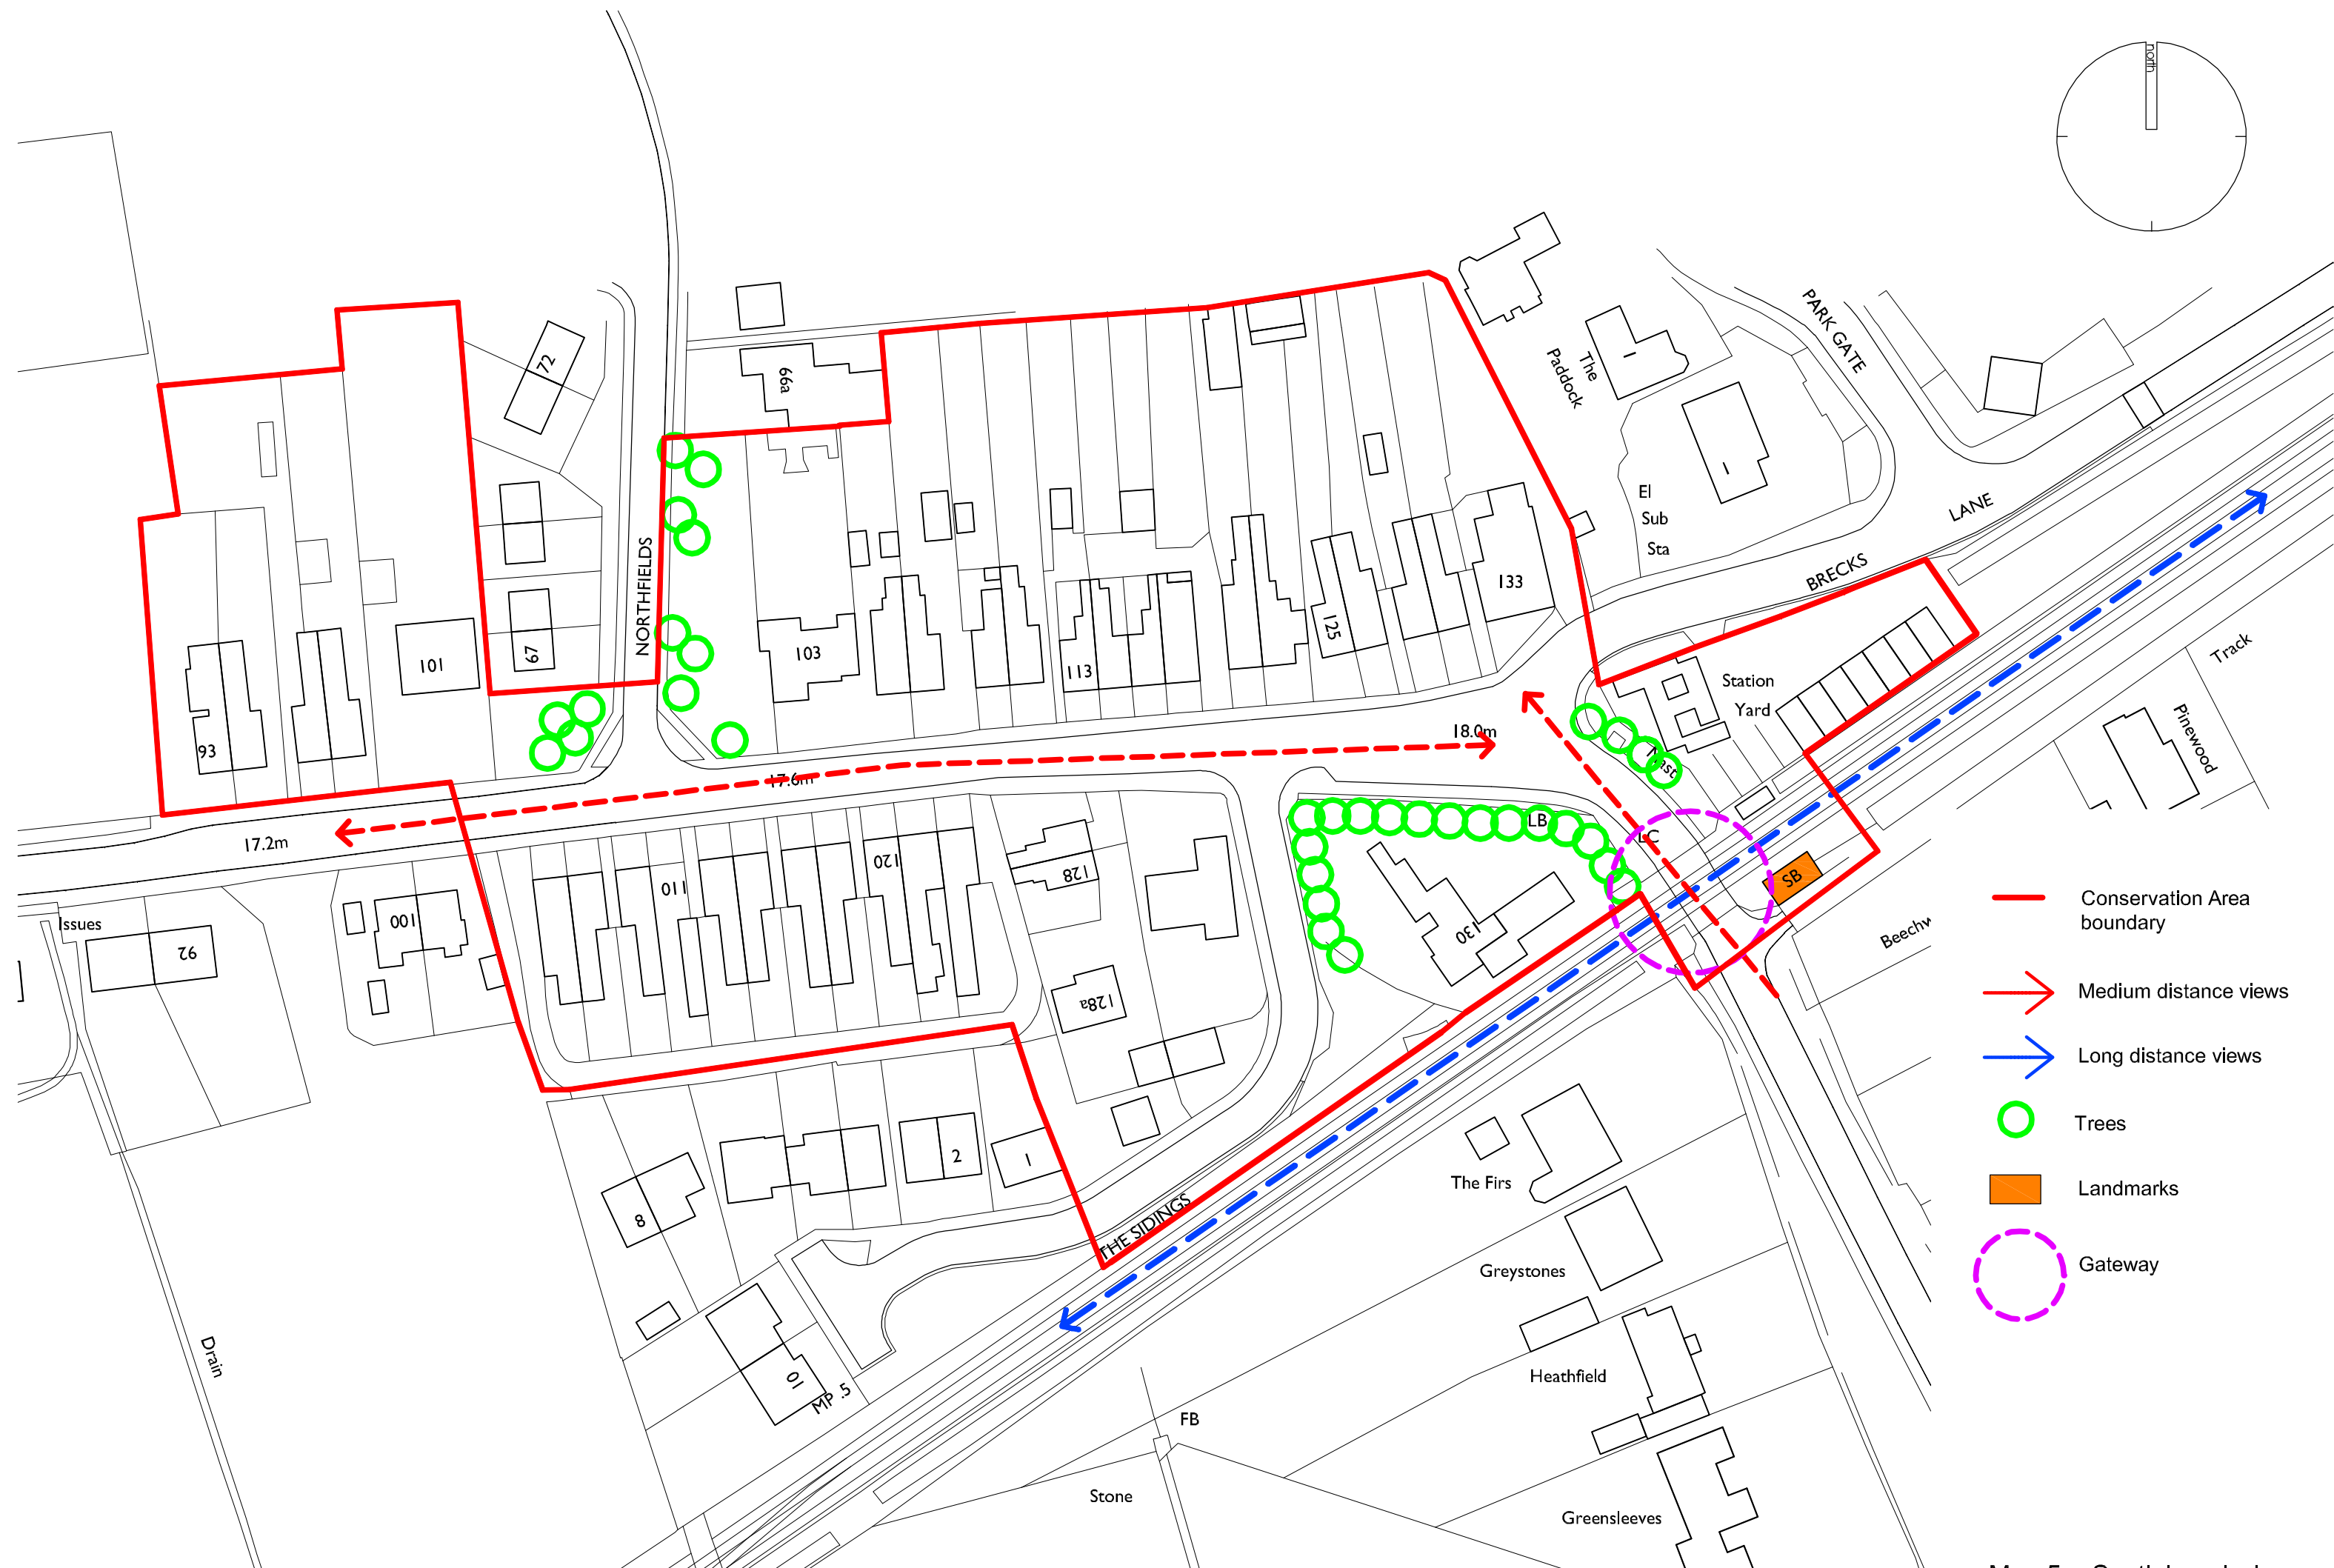 north
PARK GATE
The
Paddock
1
1
72
66a
El
Sub
Sta
LANE
BRECKS
NORTHFIELDS
133
125
113
103
101
67
93
Station
Yard
Track
Pinewood
Mast
18.0m
17.6m
17.2m
LB
LC
SB
120
110
128
100
130
128a
Issues
92
Beechw
2
1
8
10
THE SIDINGS
The Firs
Greystones
Heathfield
Greensleeves
MP .5
FB
Stone
Drain
Conservation Area
boundary
Medium distance views
Long distance views
Trees
Landmarks
Gateway